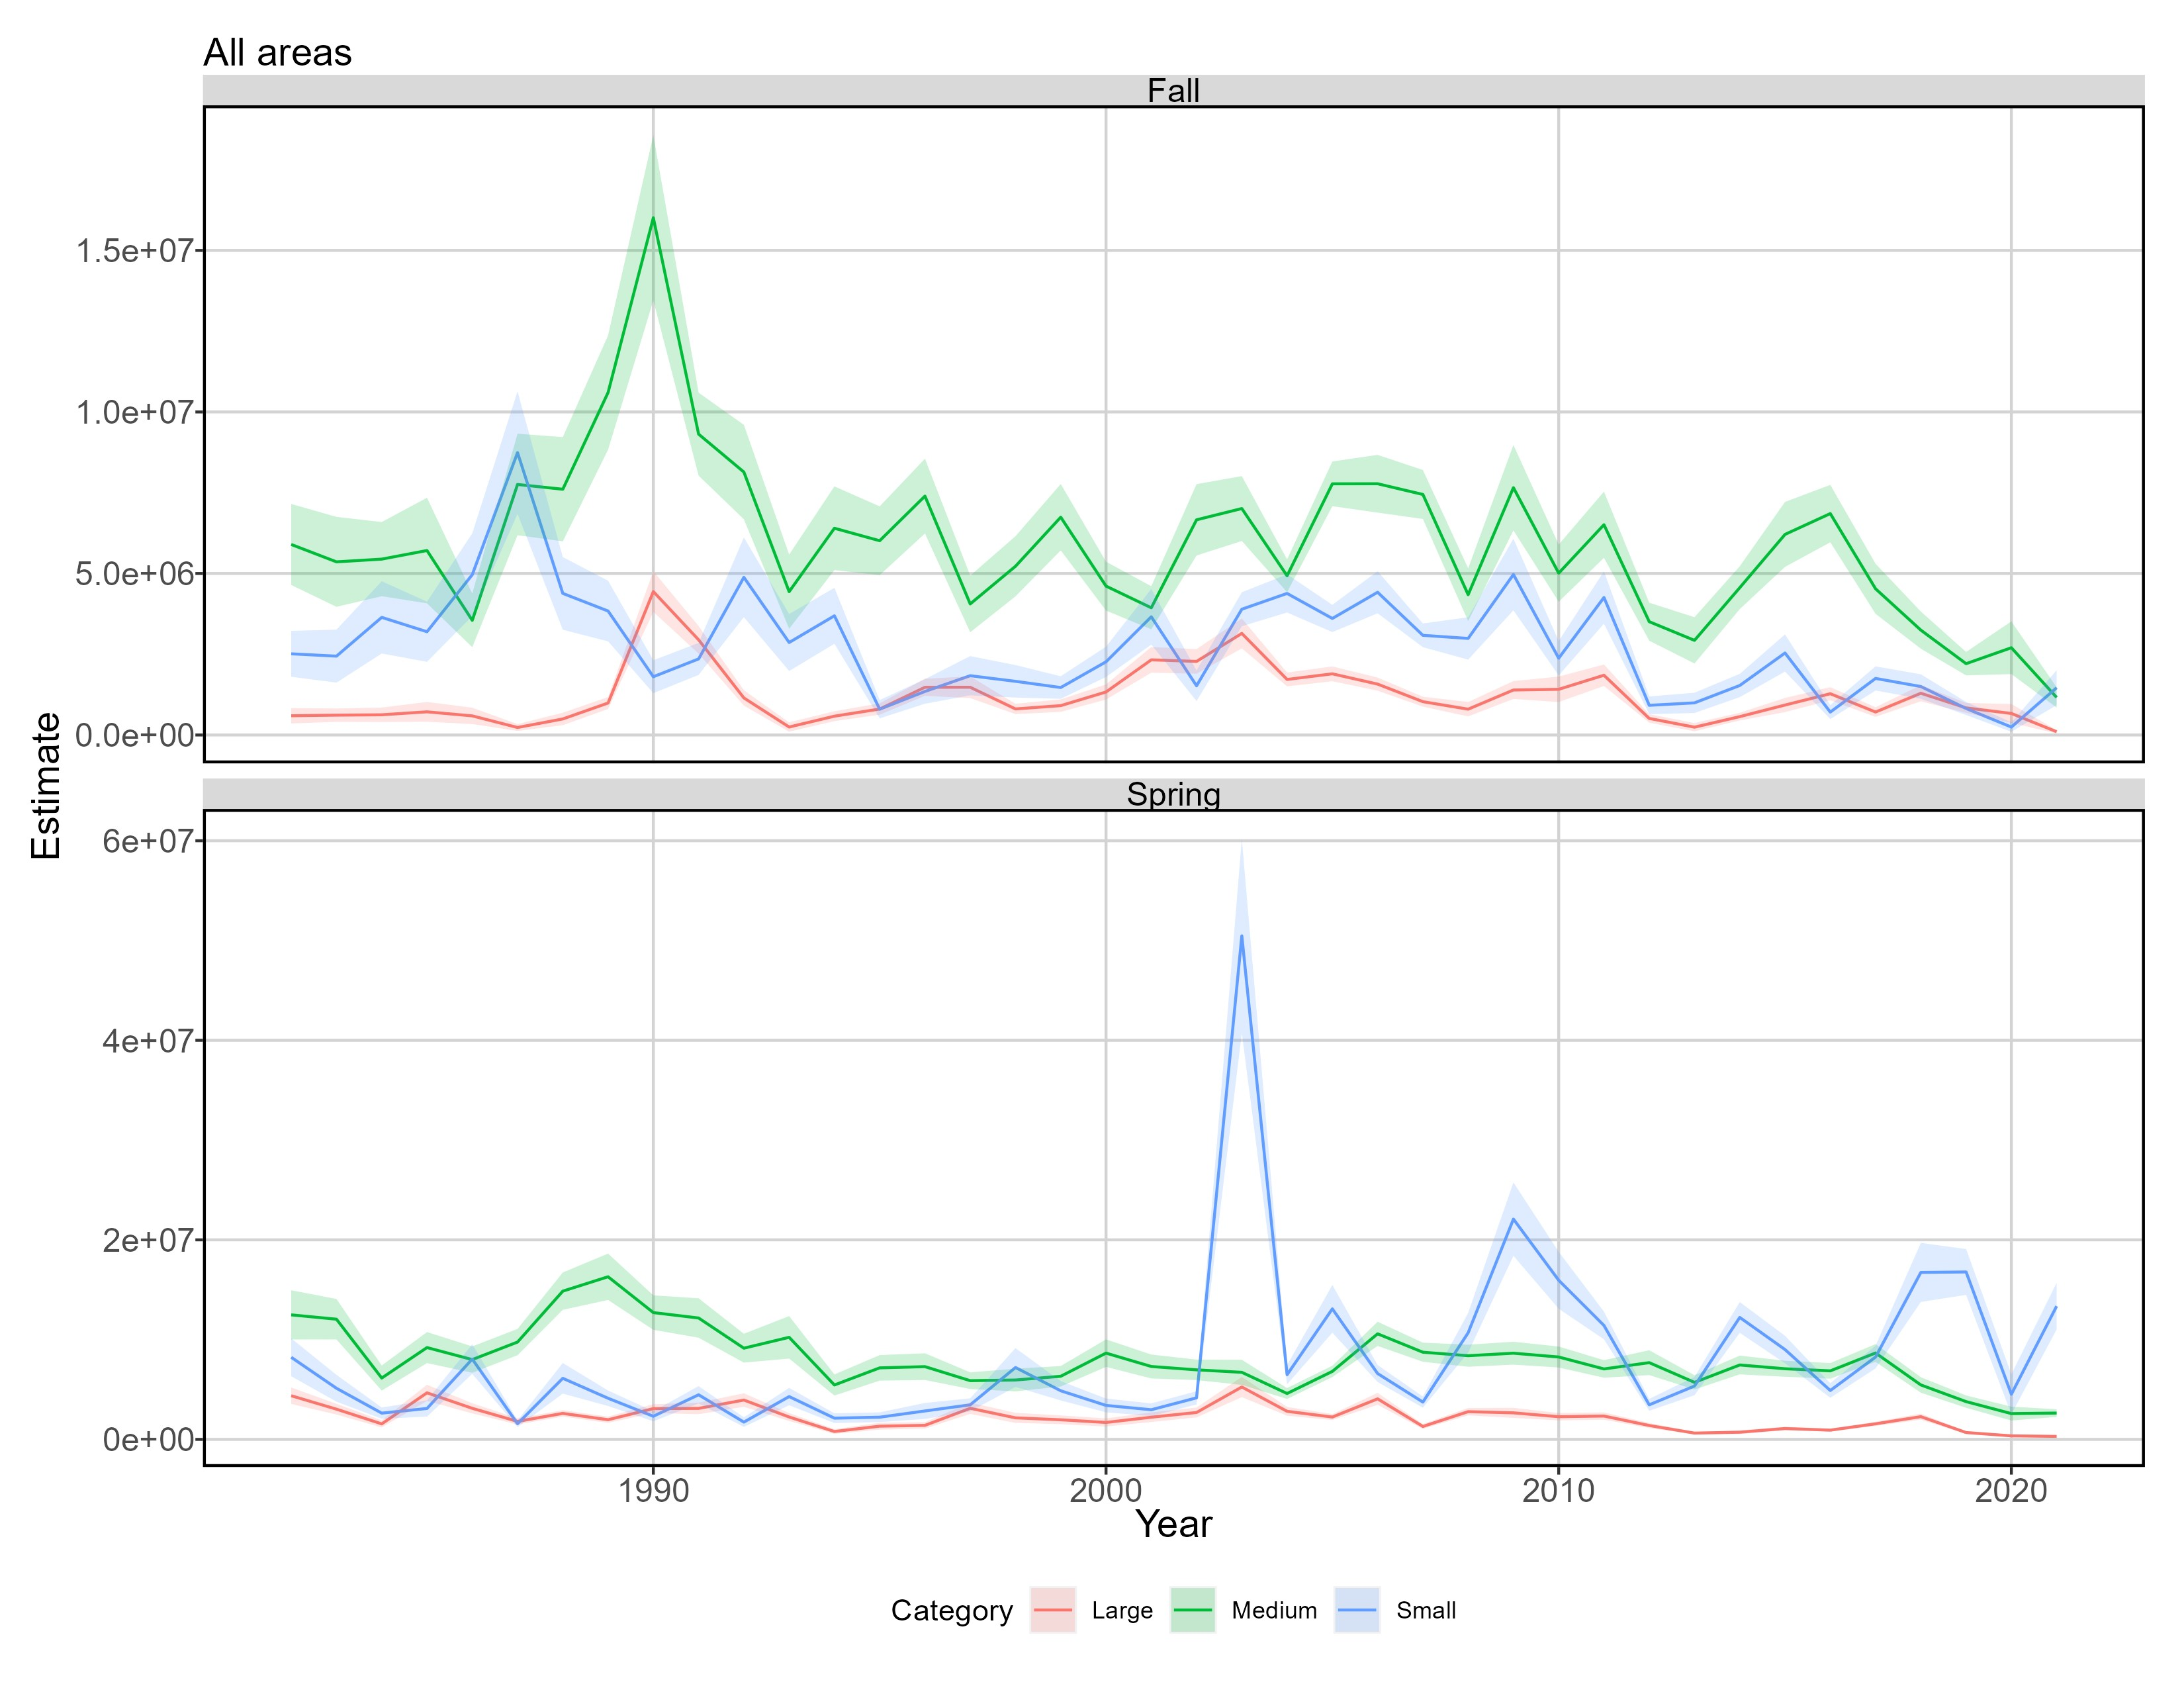 All areas
Fall
1.5e+07
1.0e+07
5.0e+06
0.0e+00
Estimate
Spring
6e+07
4e+07
2e+07
0e+00
1990 2000 2010 2020
Year
Category Large Medium Small